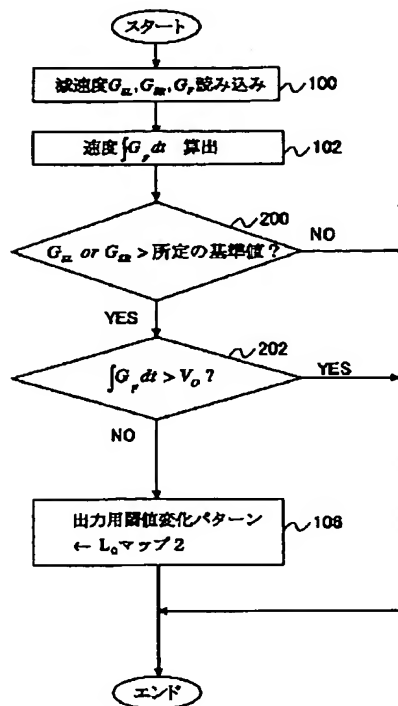 スタート
減速度G_SL,G_SR,G_F読み込み
100
速度∫G_F dt 算出
102
200
G_SL or G_SR>所定の基準値?
NO
YES
202
∫G_F dt>V_O?
YES
NO
出力用閾値変化パターン
← L_Oマップ2
108
エンド